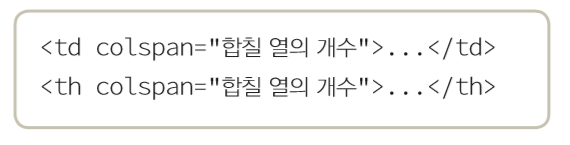 <td colspan="합칠 열의 개수">...</td>
<th colspan="합칠 열의 개수">...</th>